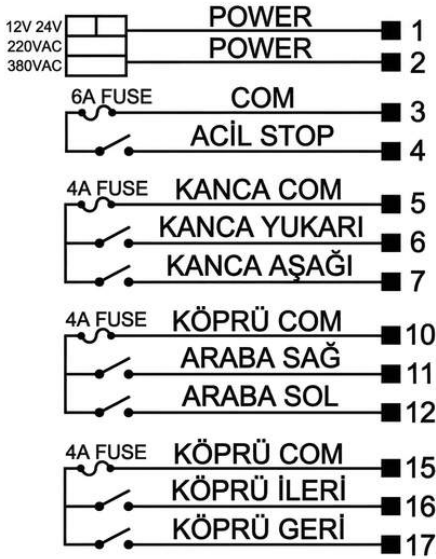 12V 24V POWER 1
220VAC POWER 2
380VAC
6A FUSE COM 3
ACİL STOP 4
4A FUSE KANCA COM 5
KANCA YUKARI 6
KANCA AŞAĞI 7
4A FUSE KÖPRÜ COM 10
ARABA SAĞ 11
ARABA SOL 12
4A FUSE KÖPRÜ COM 15
KÖPRÜ İLERİ 16
KÖPRÜ GERİ 17